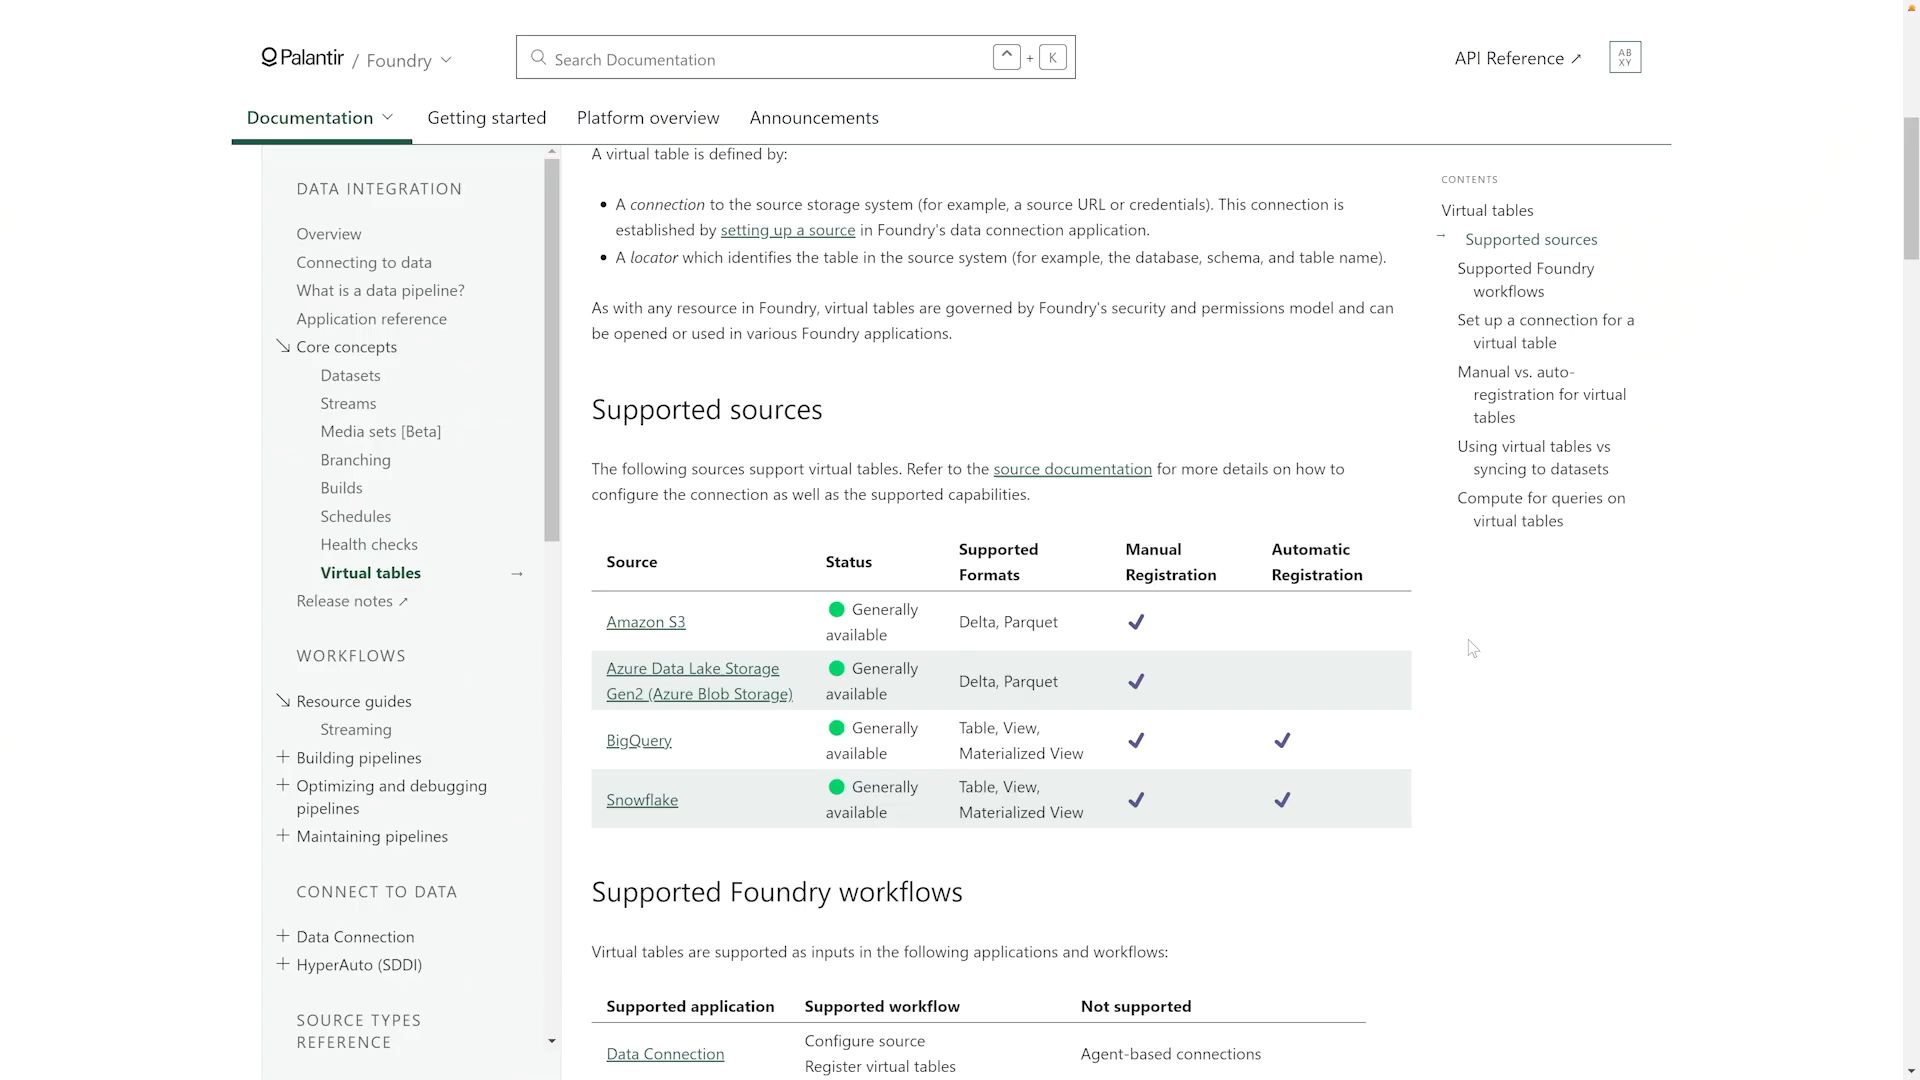 Palantir / Foundry
Search Documentation
^ + K
API Reference ↗
AB
XY
Documentation
Getting started
Platform overview
Announcements
DATA INTEGRATION
Overview
Connecting to data
What is a data pipeline?
Application reference
Core concepts
Datasets
Streams
Media sets [Beta]
Branching
Builds
Schedules
Health checks
Virtual tables →
Release notes ↗
WORKFLOWS
Resource guides
Streaming
+ Building pipelines
+ Optimizing and debugging
pipelines
+ Maintaining pipelines
CONNECT TO DATA
+ Data Connection
+ HyperAuto (SDDI)
SOURCE TYPES
REFERENCE
A virtual table is defined by:
• A connection to the source storage system (for example, a source URL or credentials). This connection is
established by setting up a source in Foundry's data connection application.
• A locator which identifies the table in the source system (for example, the database, schema, and table name).
As with any resource in Foundry, virtual tables are governed by Foundry's security and permissions model and can
be opened or used in various Foundry applications.
Supported sources
The following sources support virtual tables. Refer to the source documentation for more details on how to
configure the connection as well as the supported capabilities.
Source
Status
Supported
Formats
Manual
Registration
Automatic
Registration
Amazon S3
Generally
available
Delta, Parquet
✔
Azure Data Lake Storage
Gen2 (Azure Blob Storage)
Generally
available
Delta, Parquet
✔
BigQuery
Generally
available
Table, View,
Materialized View
✔
✔
Snowflake
Generally
available
Table, View,
Materialized View
✔
✔
Supported Foundry workflows
Virtual tables are supported as inputs in the following applications and workflows:
Supported application
Supported workflow
Not supported
Data Connection
Configure source
Register virtual tables
Agent-based connections
CONTENTS
Virtual tables
→ Supported sources
Supported Foundry
workflows
Set up a connection for a
virtual table
Manual vs. auto-
registration for virtual
tables
Using virtual tables vs
syncing to datasets
Compute for queries on
virtual tables